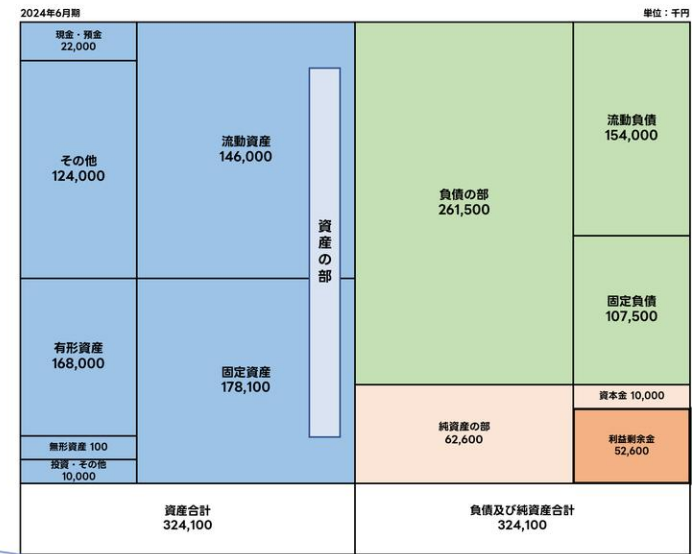 2024年6月期
単位：千円
現金・預金
22,000
その他
124,000
有形資産
168,000
無形資産 100
投資・その他
10,000
流動資産
146,000
固定資産
178,100
資産の部
負債の部
261,500
純資産の部
62,600
流動負債
154,000
固定負債
107,500
資本金 10,000
利益剰余金
52,600
資産合計
324,100
負債及び純資産合計
324,100